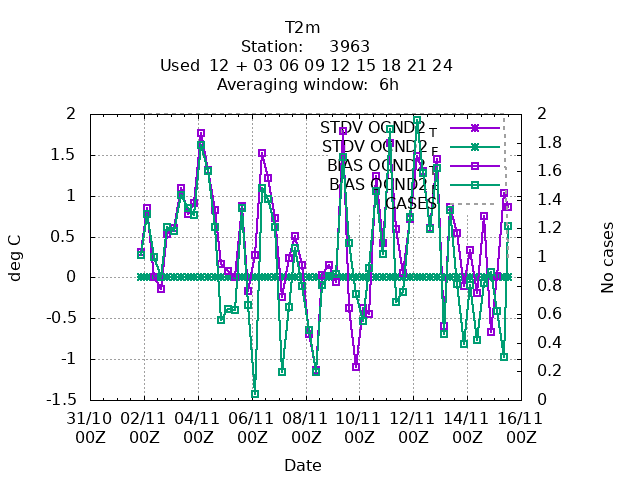 T2m
Station: 3963
Used 12 + 03 06 09 12 15 18 21 24
Averaging window: 6h
STDV OGND2 T
STDV OGND2 E
BIAS OGND2 T
BIAS OGND2 E
CASES
deg C
No cases
2
1.5
1
0.5
0
-0.5
-1
-1.5
2
1.8
1.6
1.4
1.2
1
0.8
0.6
0.4
0.2
0
31/10 02/11 04/11 06/11 08/11 10/11 12/11 14/11 16/11
00Z 00Z 00Z 00Z 00Z 00Z 00Z 00Z 00Z
Date